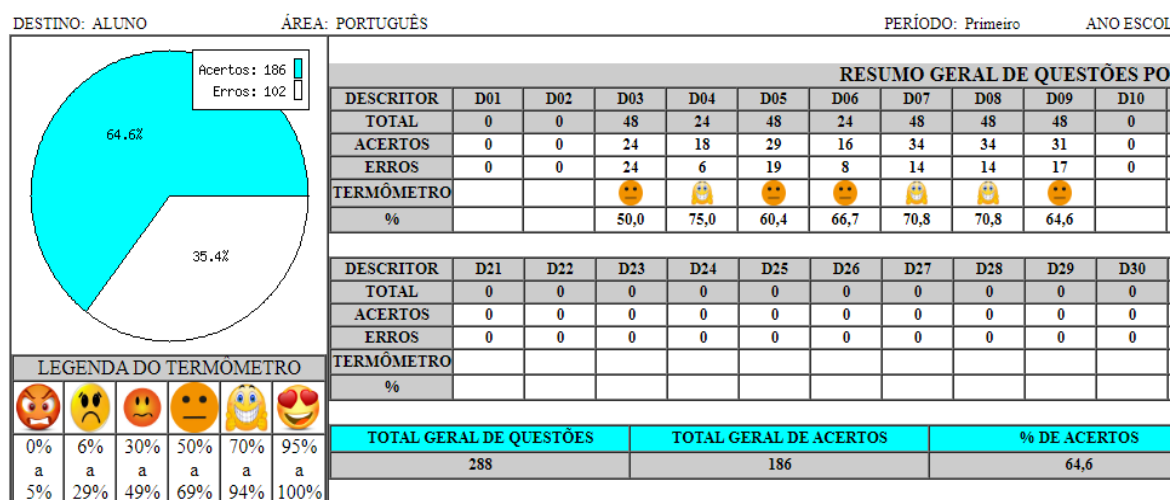 DESTINO: ALUNO ÁREA: PORTUGUÊS PERÍODO: Primeiro ANO ESCOL
Acertos: 186
Erros: 102
64.6%
35.4%
RESUMO GERAL DE QUESTÕES PO
DESCRITOR D01 D02 D03 D04 D05 D06 D07 D08 D09 D10
TOTAL 0 0 48 24 48 24 48 48 48 0
ACERTOS 0 0 24 18 29 16 34 34 31 0
ERROS 0 0 24 6 19 8 14 14 17 0
TERMÔMETRO
% 50,0 75,0 60,4 66,7 70,8 70,8 64,6
DESCRITOR D21 D22 D23 D24 D25 D26 D27 D28 D29 D30
TOTAL 0 0 0 0 0 0 0 0 0 0
ACERTOS 0 0 0 0 0 0 0 0 0 0
ERROS 0 0 0 0 0 0 0 0 0 0
TERMÔMETRO
%
LEGENDA DO TERMÔMETRO
0% 6% 30% 50% 70% 95%
a a a a a a
5% 29% 49% 69% 94% 100%
TOTAL GERAL DE QUESTÕES TOTAL GERAL DE ACERTOS % DE ACERTOS
288 186 64,6